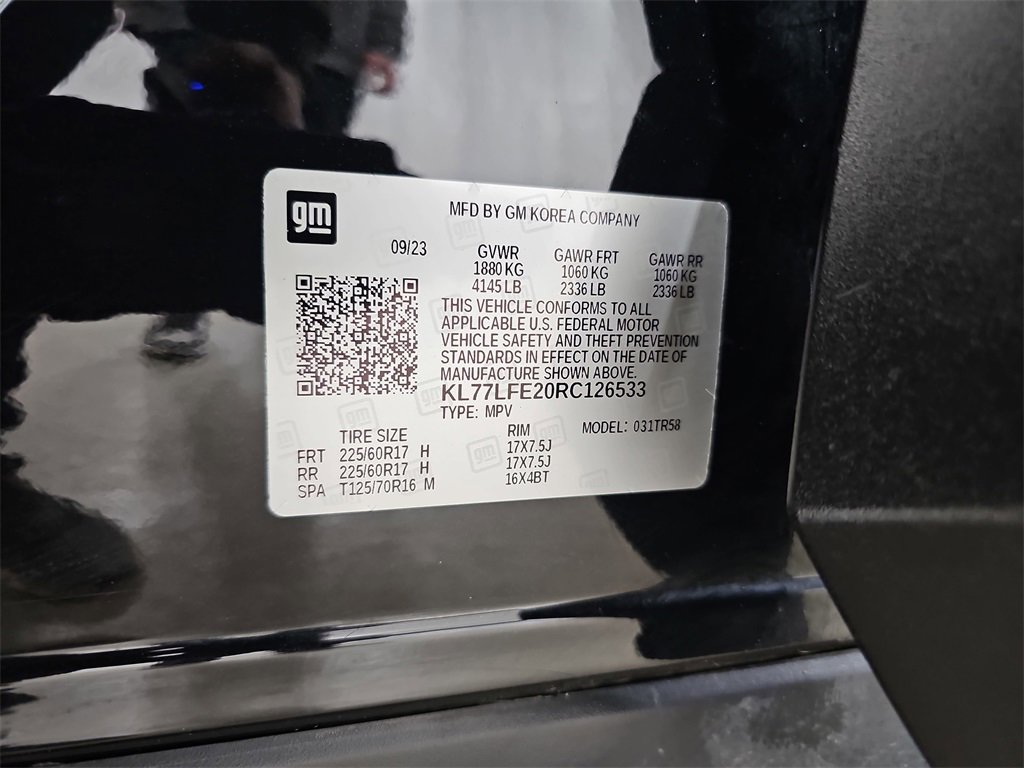 gm
MFD BY GM KOREA COMPANY
09/23 GVWR GAWR FRT GAWR RR
1880 KG 1060 KG 1060 KG
4145 LB 2336 LB 2336 LB
THIS VEHICLE CONFORMS TO ALL
APPLICABLE U.S. FEDERAL MOTOR
VEHICLE SAFETY AND THEFT PREVENTION
STANDARDS IN EFFECT ON THE DATE OF
MANUFACTURE SHOWN ABOVE.
KL77LFE20RC126533
TYPE: MPV
TIRE SIZE RIM MODEL: 031TR58
FRT 225/60R17 H 17X7.5J
RR 225/60R17 H 17X7.5J
SPA T125/70R16 M 16X4BT